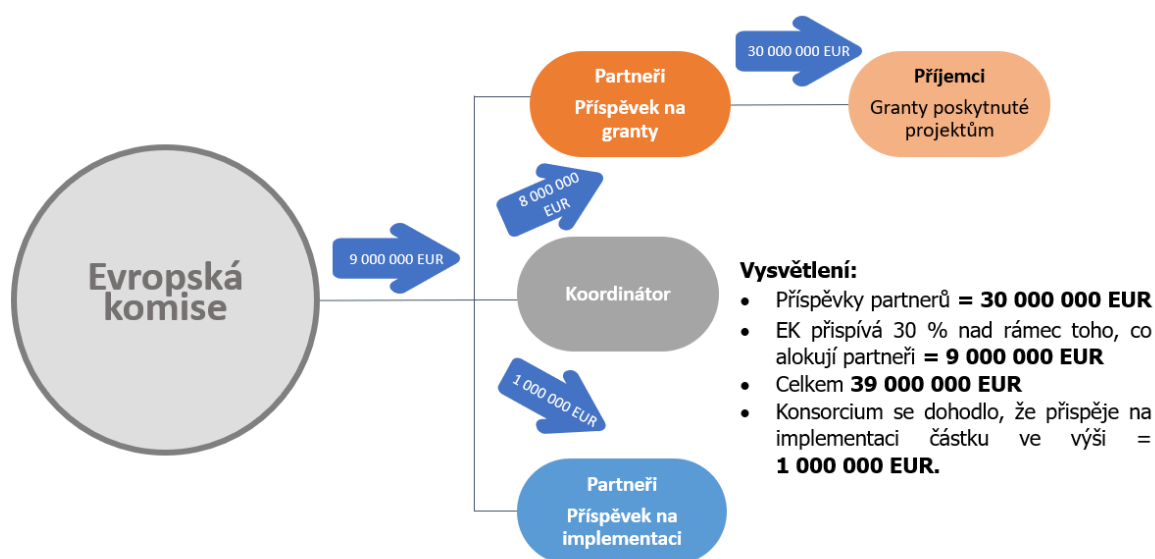 30 000 000 EUR
Partneři
Příspěvek na
granty
Příjemci
Granty poskytnuté
projektům
8 000 000
EUR
Evropská
komise
9 000 000 EUR
Koordinátor
1 000 000 EUR
Partneři
Příspěvek na
implementaci
Vysvětlení:
• Příspěvky partnerů = 30 000 000 EUR
• EK přispívá 30 % nad rámec toho, co
alokují partneři = 9 000 000 EUR
• Celkem 39 000 000 EUR
• Konsorcium se dohodlo, že přispěje na
implementaci částku ve výši =
1 000 000 EUR.